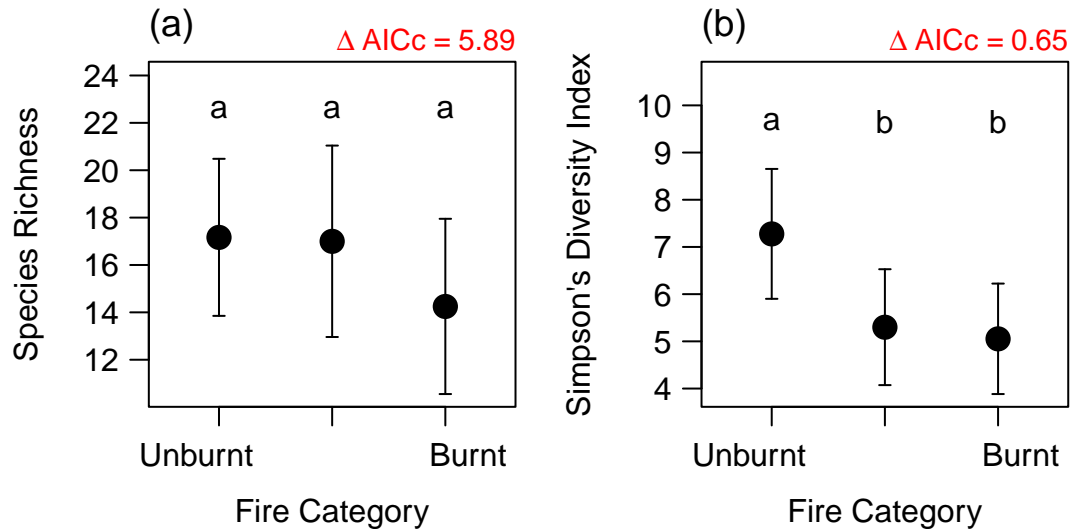 (a)
Δ AICc = 5.89
Species Richness
24
22
20
18
16
14
12
a
a
a
Unburnt
Burnt
Fire Category
(b)
Δ AICc = 0.65
Simpson's Diversity Index
10
9
8
7
6
5
4
a
b
b
Unburnt
Burnt
Fire Category